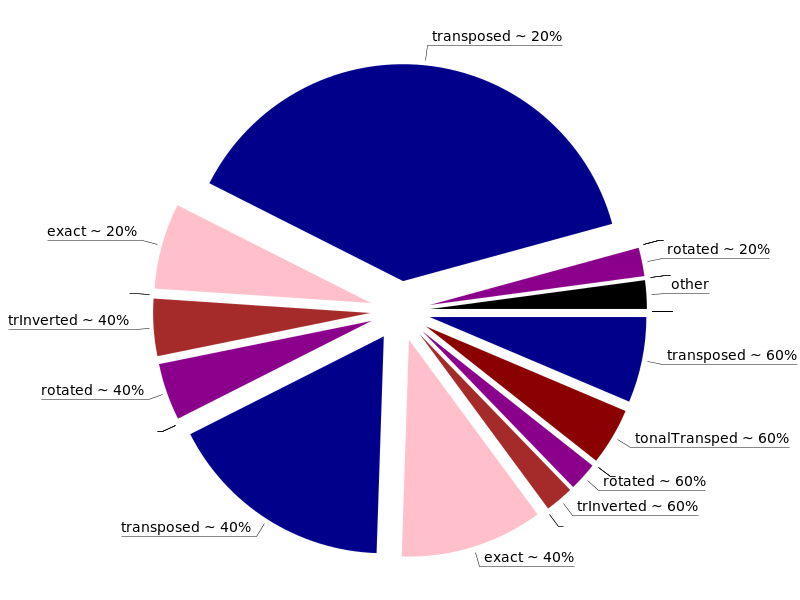 transposed ~ 20%
exact ~ 20%
rotated ~ 20%
other
trInverted ~ 40%
transposed ~ 60%
rotated ~ 40%
tonalTransped ~ 60%
rotated ~ 60%
trInverted ~ 60%
transposed ~ 40%
exact ~ 40%